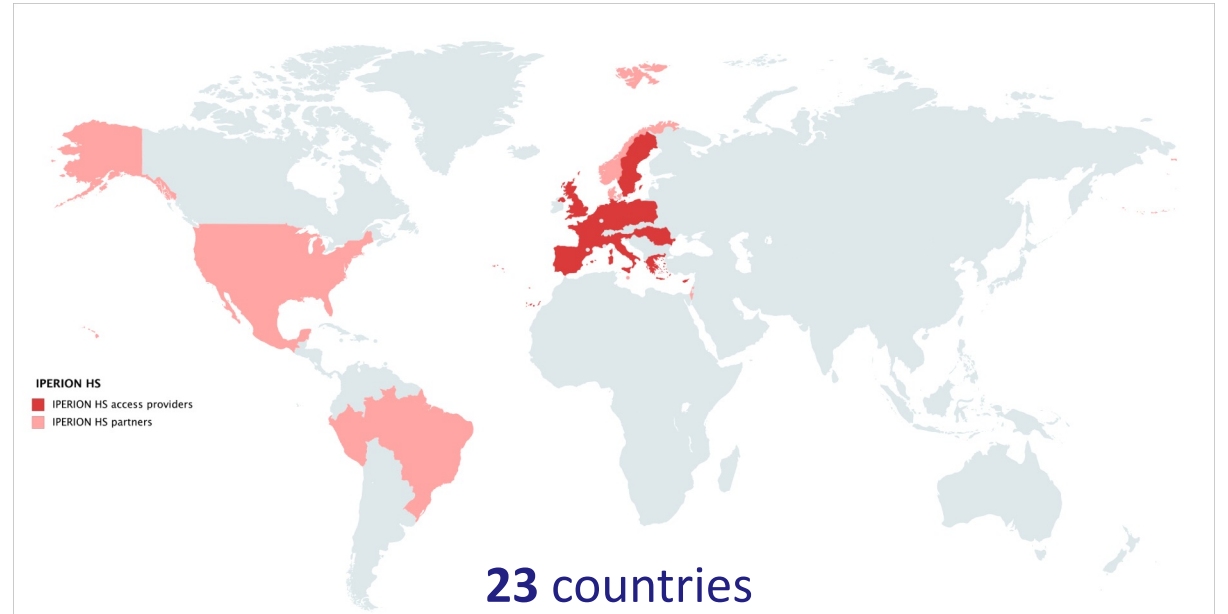 IPERION HS
IPERION HS access providers
IPERION HS partners
23 countries